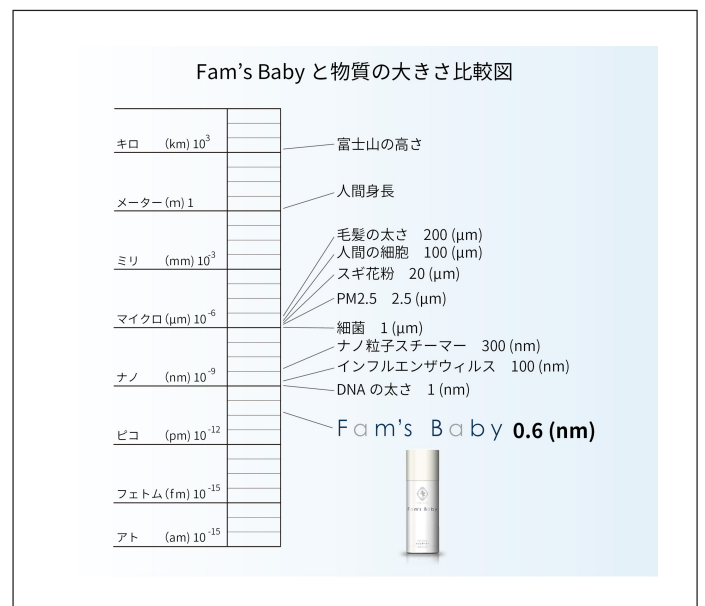 Fam's Baby と物質の大きさ比較図
キロ (km) 10³
富士山の高さ
メーター (m) 1
人間身長
ミリ (mm) 10⁻³
毛髪の太さ 200 (μm)
人間の細胞 100 (μm)
スギ花粉 20 (μm)
PM2.5 2.5 (μm)
マイクロ (μm) 10⁻⁶
細菌 1 (μm)
ナノ粒子スチーマー 300 (nm)
インフルエンザウィルス 100 (nm)
ナノ (nm) 10⁻⁹
DNA の太さ 1 (nm)
Fam's Baby 0.6 (nm)
ピコ (pm) 10⁻¹²
フェトム (fm) 10⁻¹⁵
アト (am) 10⁻¹⁵
Fam's Baby